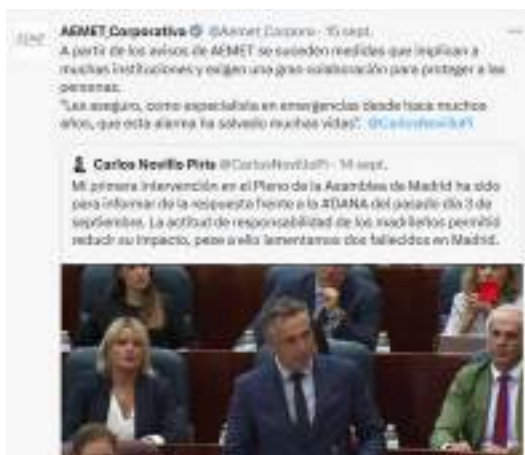 AEMET_Corporativa @Aemet_Corpora · 15 sept.
A partir de los avisos de AEMET se suceden medidas que implican a
muchas instituciones y exigen una gran colaboración para proteger a las
personas.
"Les aseguro, como especialista en emergencias desde hace muchos
años, que esta alarma ha salvado muchas vidas". @CarlosNovilloPi
Carlos Novillo Piris @CarlosNovilloPi · 14 sept.
Mi primera intervención en el Pleno de la Asamblea de Madrid ha sido
para informar de la respuesta frente a la #DANA del pasado día 3 de
septiembre. La actitud de responsabilidad de los madrileños permitió
reducir su impacto, pese a ello lamentamos dos fallecidos en Madrid.